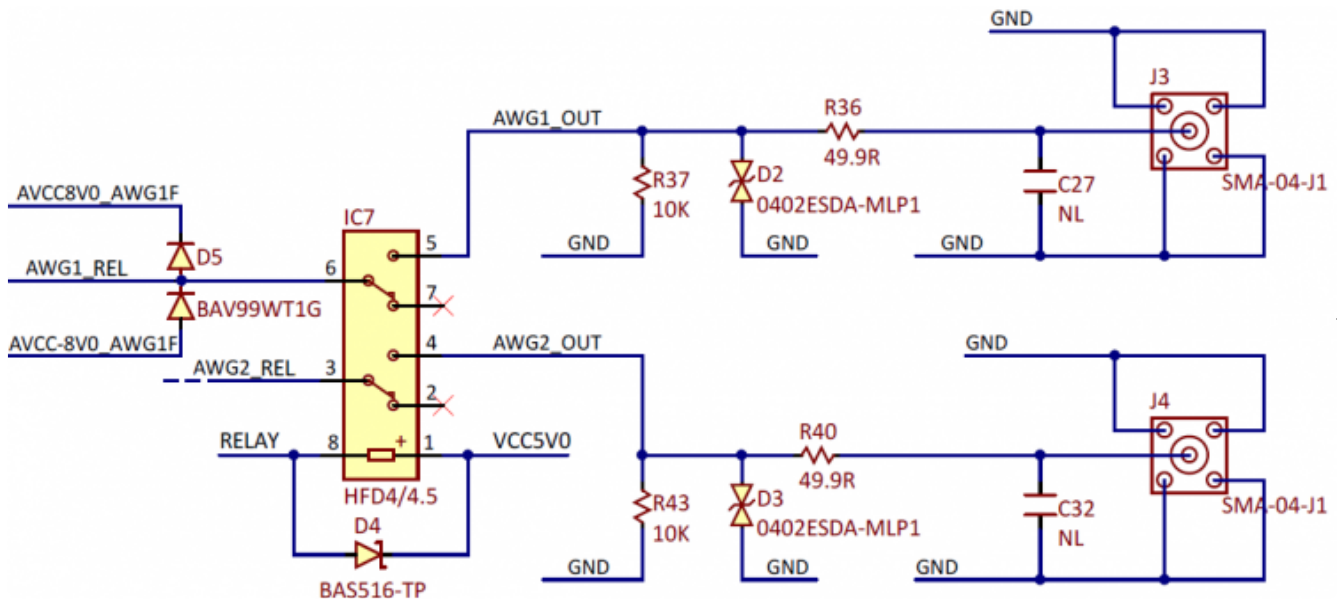 GND
J3
AWG1_OUT
R36
49.9R
R37
10K
D2
0402ESDA-MLP1
C27
NL
SMA-04-J1
AVCC8V0_AWG1F
IC7
5
GND
GND
GND
D5
AWG1_REL
6
7
BAV99WT1G
AVCC-8V0_AWG1F
4
AWG2_OUT
GND
AWG2_REL
3
2
J4
RELAY
8
+
1
VCC5V0
R40
49.9R
HFD4/4.5
R43
10K
D3
0402ESDA-MLP1
C32
NL
SMA-04-J1
D4
GND
GND
GND
BAS516-TP